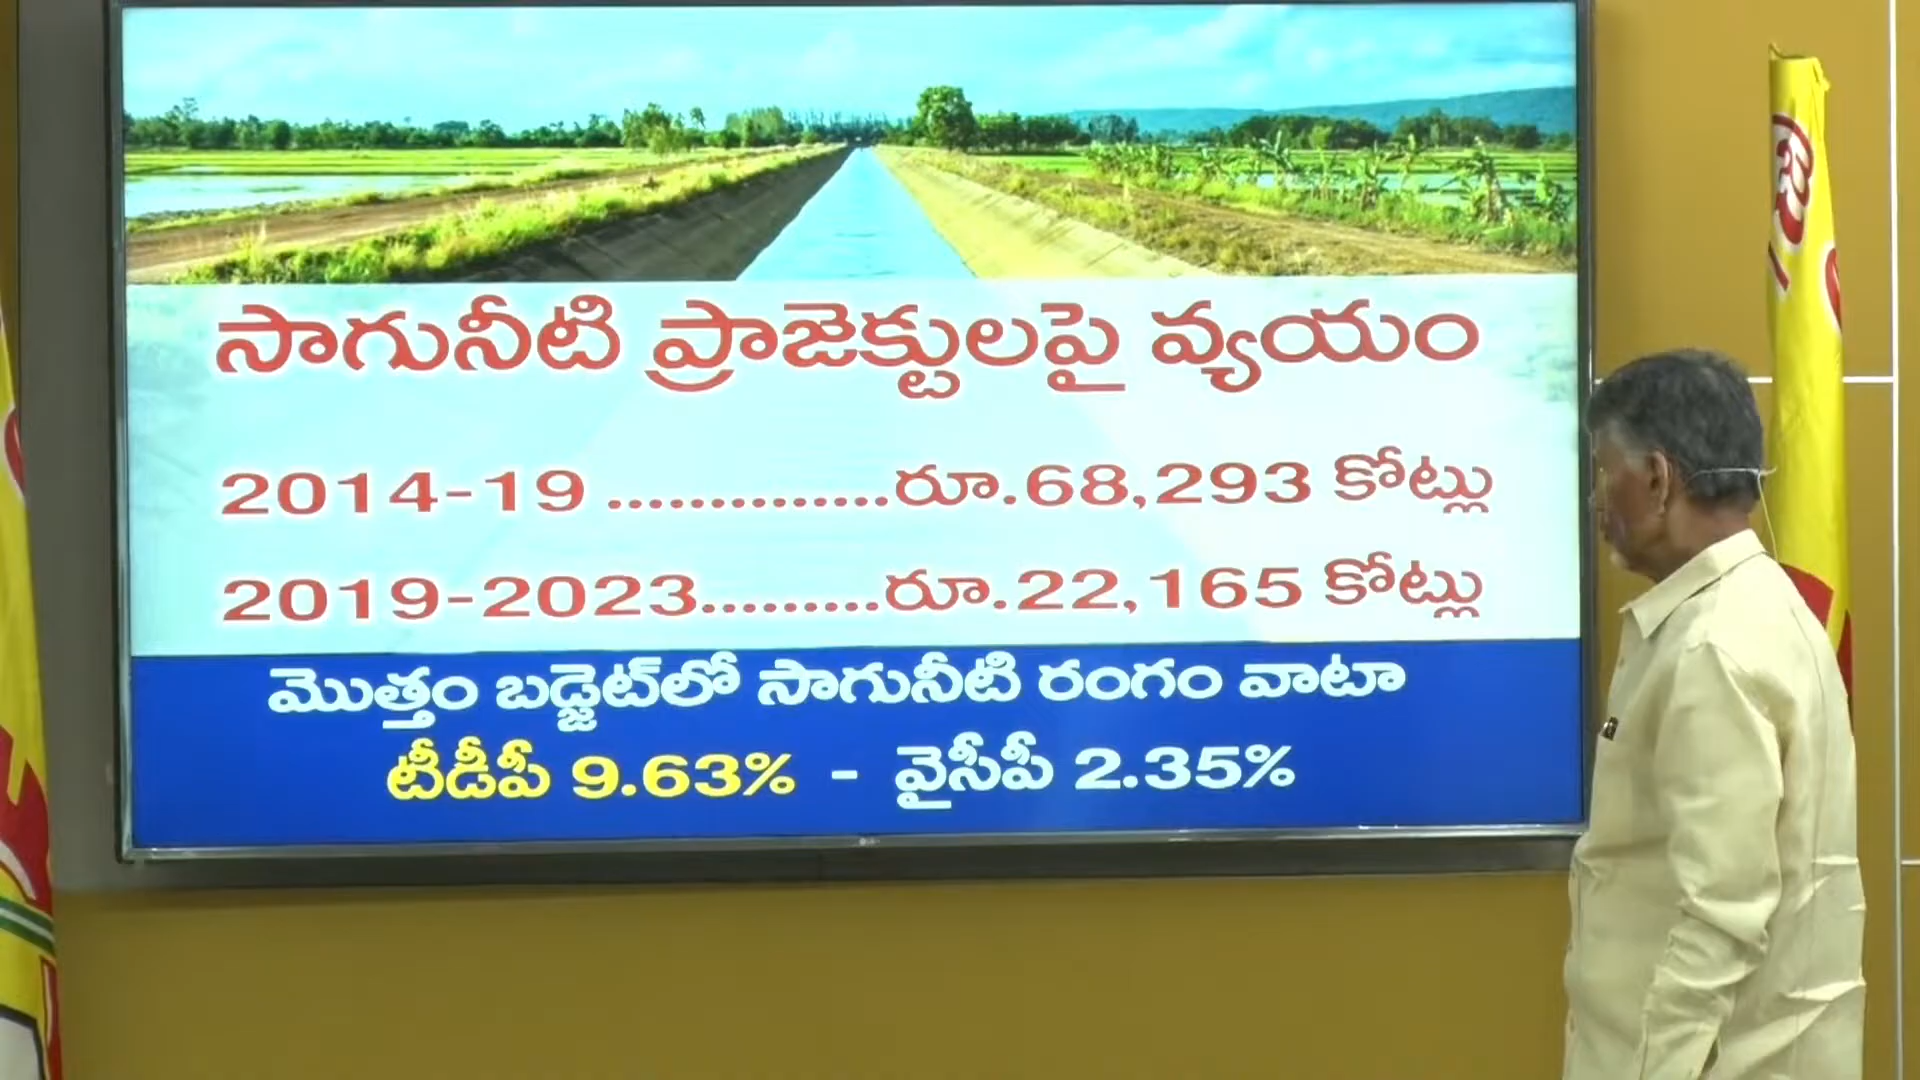 సాగునీటి ప్రాజెక్టులపై వ్యయం
2014-19 ..............రూ.68,293 కోట్లు
2019-2023.........రూ.22,165 కోట్లు
మొత్తం బడ్జెట్‌లో సాగునీటి రంగం వాటా
టీడీపీ 9.63% - వైసీపీ 2.35%